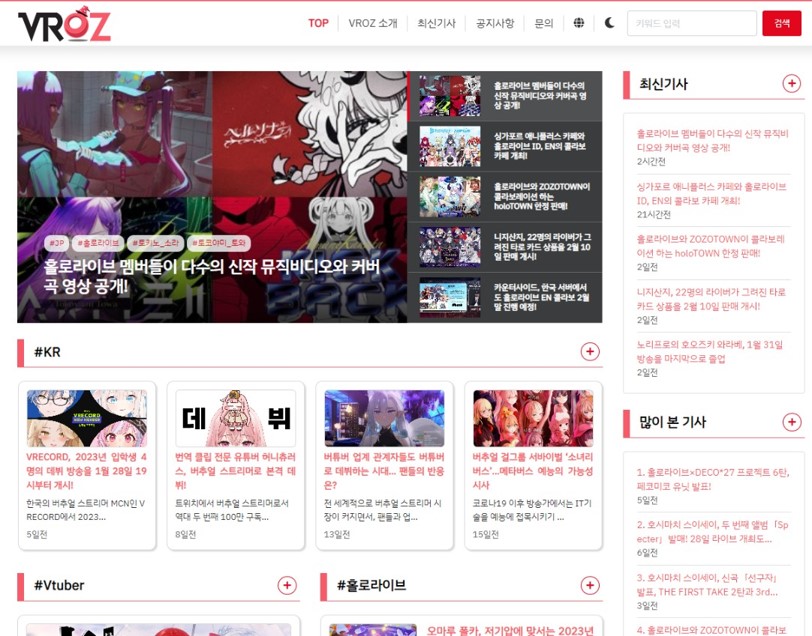 VROZ
TOP
VROZ 소개
최신기사
공지사항
문의
키워드 입력
검색
#JP
#홀로라이브
#토키노_소라
#토코야미_토와
홀로라이브 멤버들이 다수의 신작 뮤직비디오와 커버
곡 영상 공개!
홀로라이브 멤버들이 다수의
신작 뮤직비디오와 커버곡 영
상 공개!
싱가포르 애니플러스 카페와
홀로라이브 ID, EN의 콜라보
카페 개최!
홀로라이브와 ZOZOTOWN이
콜라보레이션 하는
holoTOWN 한정 판매!
니지산지, 22명의 라이버가 그
려진 타로 카드 상품을 2월 10
일 판매 개시!
카운터사이드, 한국 서버에서
도 홀로라이브 EN 콜라보 2월
말 진행 예정!
#KR
VRECORD
데
뷔
VRECORD, 2023년 입학생 4
명의 데뷔 방송을 1월 28일 19
시부터 개시!
한국의 버추얼 스트리머 MCN인 V
RECORD에서 2023...
5일전
번역 클립 전문 유튜버 허니츄러
스, 버추얼 스트리머로 본격 데
뷔!
트위치에서 버추얼 스트리머로서
역대 두 번째 100만 구독...
8일전
버튜버 업계 관계자들도 버튜버
로 데뷔하는 시대... 팬들의 반응
은?
전 세계적으로 버추얼 스트리머 시
장이 커지면서, 팬들과 업...
13일전
버추얼 걸그룹 서바이벌 '소녀리
버스'...메타버스 예능의 가능성
시사
코로나19 이후 방송가에서는 IT기
술을 예능에 접목시키기 ...
15일전
#Vtuber
#홀로라이브
오마루 폴카, 저기압에 맞서는 2023년
최신기사
홀로라이브 멤버들이 다수의 신작 뮤직비
디오와 커버곡 영상 공개!
2시간전
싱가포르 애니플러스 카페와 홀로라이브
ID, EN의 콜라보 카페 개최!
21시간전
홀로라이브와 ZOZOTOWN이 콜라보레
이션 하는 holoTOWN 한정 판매!
2일전
니지산지, 22명의 라이버가 그려진 타로
카드 상품을 2월 10일 판매 개시!
2일전
노리프로의 호오즈키 와라베, 1월 31일
방송을 마지막으로 졸업
2일전
많이 본 기사
1. 홀로라이브×DECO*27 프로젝트 6탄,
페코미코 유닛 발표!
5일전
2. 호시마치 스이세이, 두 번째 앨범「Sp
ecter」발매! 28일 라이브 개최도...
6일전
3. 호시마치 스이세이, 신곡「선구자」
발표, THE FIRST TAKE 2탄과 3rd...
3일전
4. 홀로라이브와 ZOZOTOWN이 콜라보